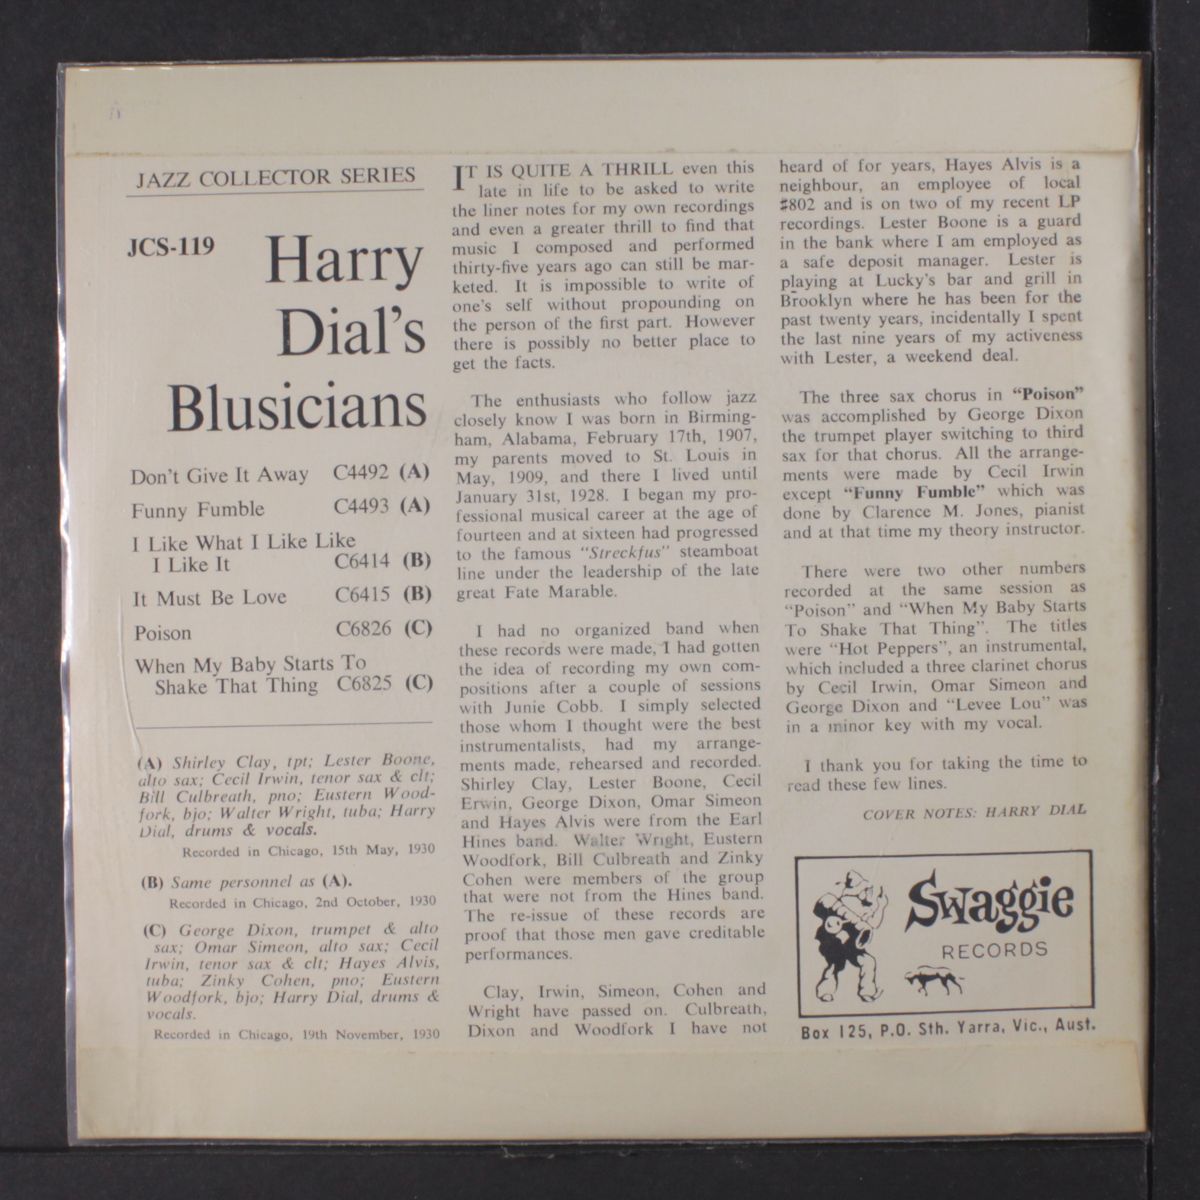 JAZZ COLLECTOR SERIES
JCS-119
Harry
Dial's
Blusicians
Don't Give It Away C4492 (A)
Funny Fumble C4493 (A)
I Like What I Like Like
I Like It C6414 (B)
It Must Be Love C6415 (B)
Poison C6826 (C)
When My Baby Starts To
Shake That Thing C6825 (C)
(A) Shirley Clay, tpt; Lester Boone,
alto sax; Cecil Irwin, tenor sax & clt;
Bill Culbreath, pno; Eustern Wood-
fork, bjo; Walter Wright, tuba; Harry
Dial, drums & vocals.
Recorded in Chicago, 15th May, 1930
(B) Same personnel as (A).
Recorded in Chicago, 2nd October, 1930
(C) George Dixon, trumpet & alto
sax; Omar Simeon, alto sax; Cecil
Irwin, tenor sax & clt; Hayes Alvis,
tuba; Zinky Cohen, pno; Eustern
Woodfork, bjo; Harry Dial, drums &
vocals.
Recorded in Chicago, 19th November, 1930
IT IS QUITE A THRILL even this
late in life to be asked to write
the liner notes for my own recordings
and even a greater thrill to find that
music I composed and performed
thirty-five years ago can still be mar-
keted. It is impossible to write of
one's self without propounding on
the person of the first part. However
there is possibly no better place to
get the facts.
The enthusiasts who follow jazz
closely know I was born in Birming-
ham, Alabama, February 17th, 1907,
my parents moved to St. Louis in
May, 1909, and there I lived until
January 31st, 1928. I began my pro-
fessional musical career at the age of
fourteen and at sixteen had progressed
to the famous "Streckfus" steamboat
line under the leadership of the late
great Fate Marable.
I had no organized band when
these records were made, I had gotten
the idea of recording my own com-
positions after a couple of sessions
with Junie Cobb. I simply selected
those whom I thought were the best
instrumentalists, had my arrange-
ments made, rehearsed and recorded.
Shirley Clay, Lester Boone, Cecil
Erwin, George Dixon, Omar Simeon
and Hayes Alvis were from the Earl
Hines band. Walter Wright, Eustern
Woodfork, Bill Culbreath and Zinky
Cohen were members of the group
that were not from the Hines band.
The re-issue of these records are
proof that those men gave creditable
performances.
Clay, Irwin, Simeon, Cohen and
Wright have passed on. Culbreath,
Dixon and Woodfork I have not
heard of for years, Hayes Alvis is a
neighbour, an employee of local
#802 and is on two of my recent LP
recordings. Lester Boone is a guard
in the bank where I am employed as
a safe deposit manager. Lester is
playing at Lucky's bar and grill in
Brooklyn where he has been for the
past twenty years, incidentally I spent
the last nine years of my activeness
with Lester, a weekend deal.
The three sax chorus in "Poison"
was accomplished by George Dixon
the trumpet player switching to third
sax for that chorus. All the arrange-
ments were made by Cecil Irwin
except "Funny Fumble" which was
done by Clarence M. Jones, pianist
and at that time my theory instructor.
There were two other numbers
recorded at the same session as
"Poison" and "When My Baby Starts
To Shake That Thing". The titles
were "Hot Peppers", an instrumental,
which included a three clarinet chorus
by Cecil Irwin, Omar Simeon and
George Dixon and "Levee Lou" was
in a minor key with my vocal.
I thank you for taking the time to
read these few lines.
COVER NOTES: HARRY DIAL
Swaggie
RECORDS
Box 125, P.O. Sth. Yarra, Vic., Aust.